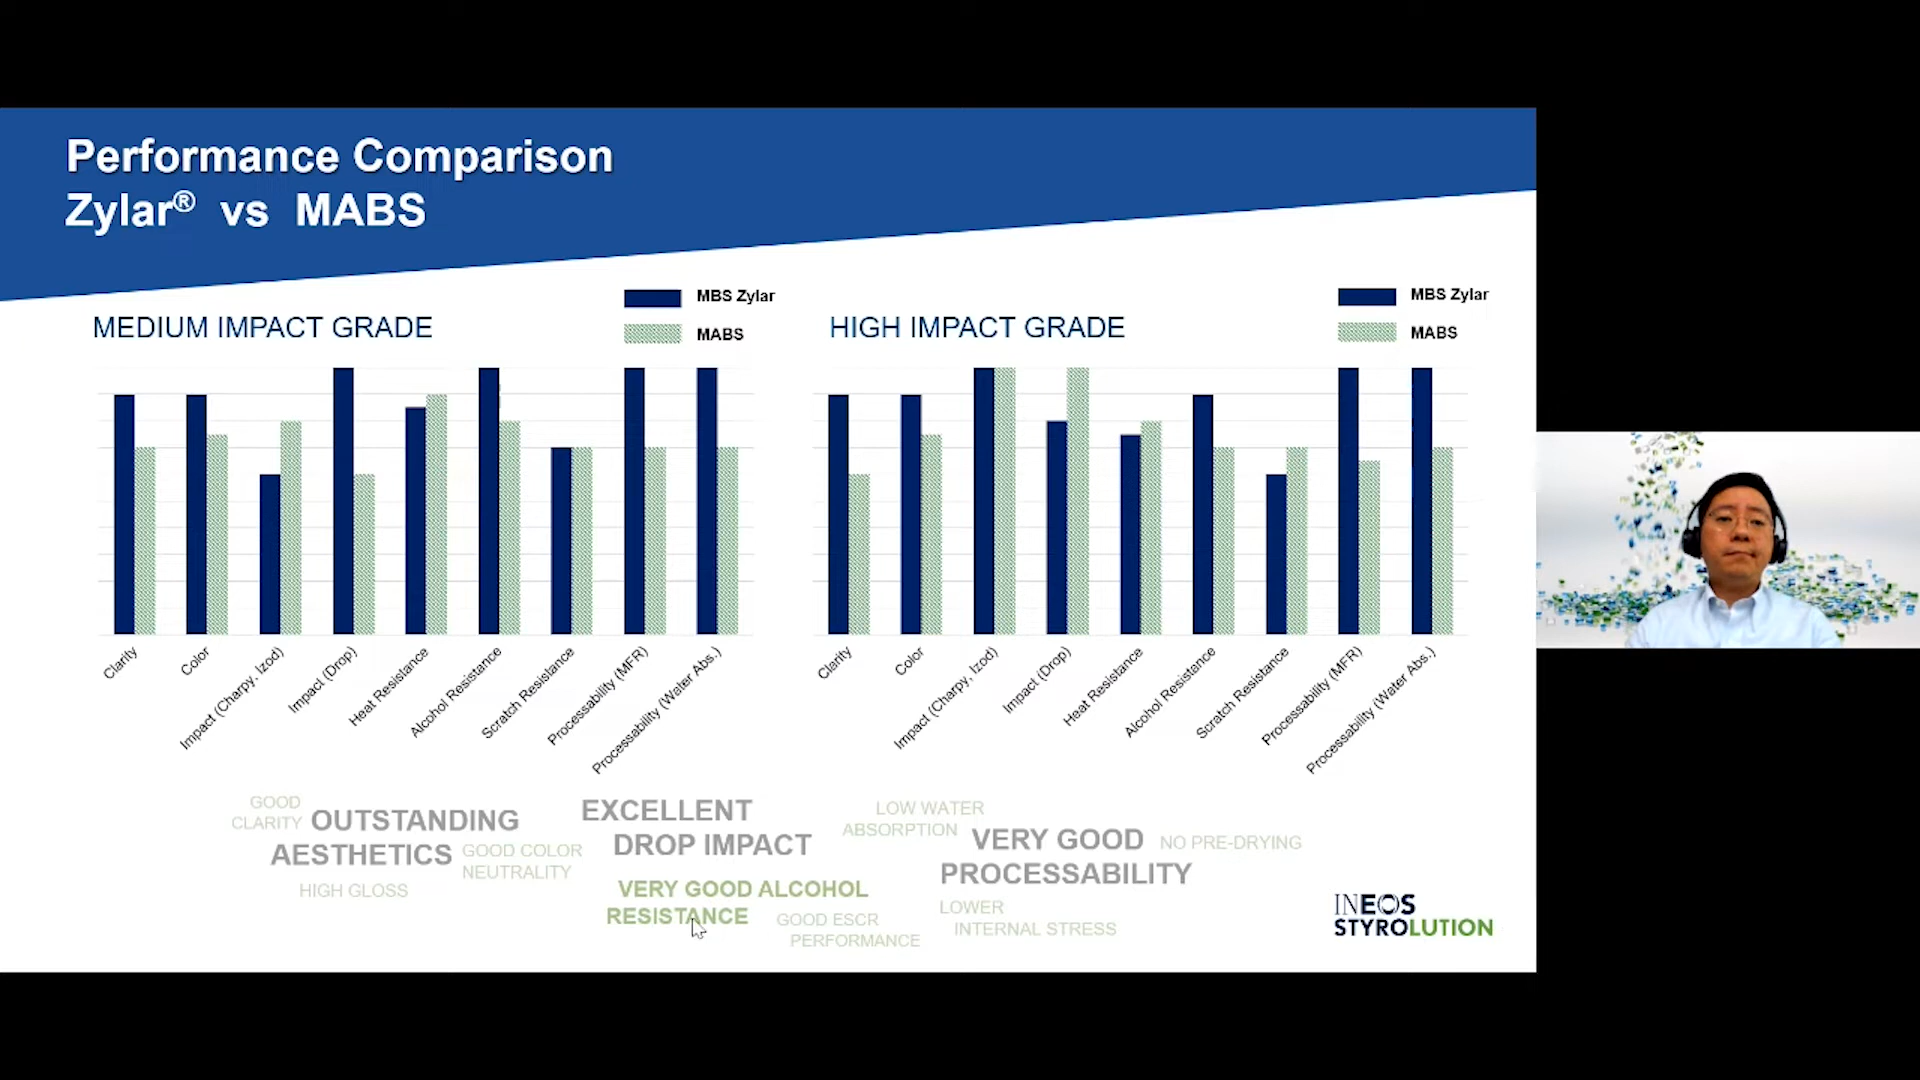 Performance Comparison
Zylar® vs MABS
MEDIUM IMPACT GRADE
MBS Zylar
MABS
Clarity
Color
Impact (Charpy, Izod)
Impact (Drop)
Heat Resistance
Alcohol Resistance
Scratch Resistance
Processability (MFR)
Processability (Water Abs.)
HIGH IMPACT GRADE
MBS Zylar
MABS
Clarity
Color
Impact (Charpy, Izod)
Impact (Drop)
Heat Resistance
Alcohol Resistance
Scratch Resistance
Processability (MFR)
Processability (Water Abs.)
GOOD
CLARITY
OUTSTANDING
AESTHETICS
GOOD COLOR
NEUTRALITY
HIGH GLOSS
EXCELLENT
DROP IMPACT
VERY GOOD ALCOHOL
RESISTANCE
GOOD ESCR
PERFORMANCE
LOW WATER
ABSORPTION
VERY GOOD
PROCESSABILITY
NO PRE-DRYING
LOWER
INTERNAL STRESS
INEOS
STYROLUTION